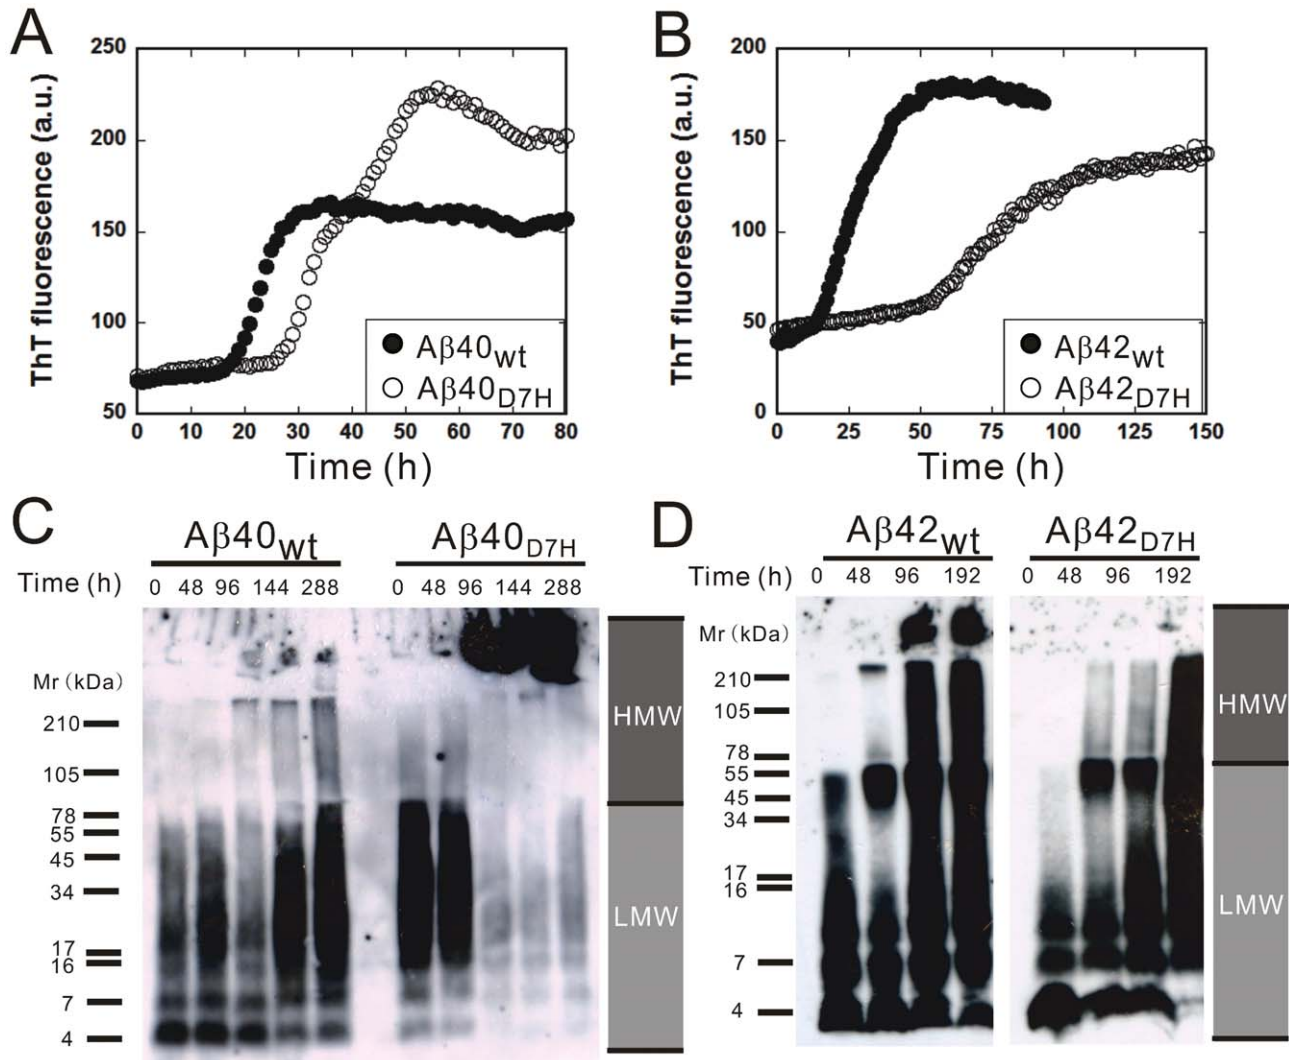 A
250
200
150
100
50
ThT fluorescence (a.u.)
Aβ40wt
Aβ40D7H
0 10 20 30 40 50 60 70 80
Time (h)
B
200
150
100
50
0
ThT fluorescence (a.u.)
Aβ42wt
Aβ42D7H
0 25 50 75 100 125 150
Time (h)
C
Aβ40wt Aβ40D7H
Time (h) 0 48 96 144 288 0 48 96 144 288
Mr (kDa)
210
105
78
55
45
34
17
16
7
4
HMW
LMW
D
Aβ42wt Aβ42D7H
Time (h) 0 48 96 192 0 48 96 192
Mr (kDa)
210
105
78
55
45
34
17
16
7
4
HMW
LMW